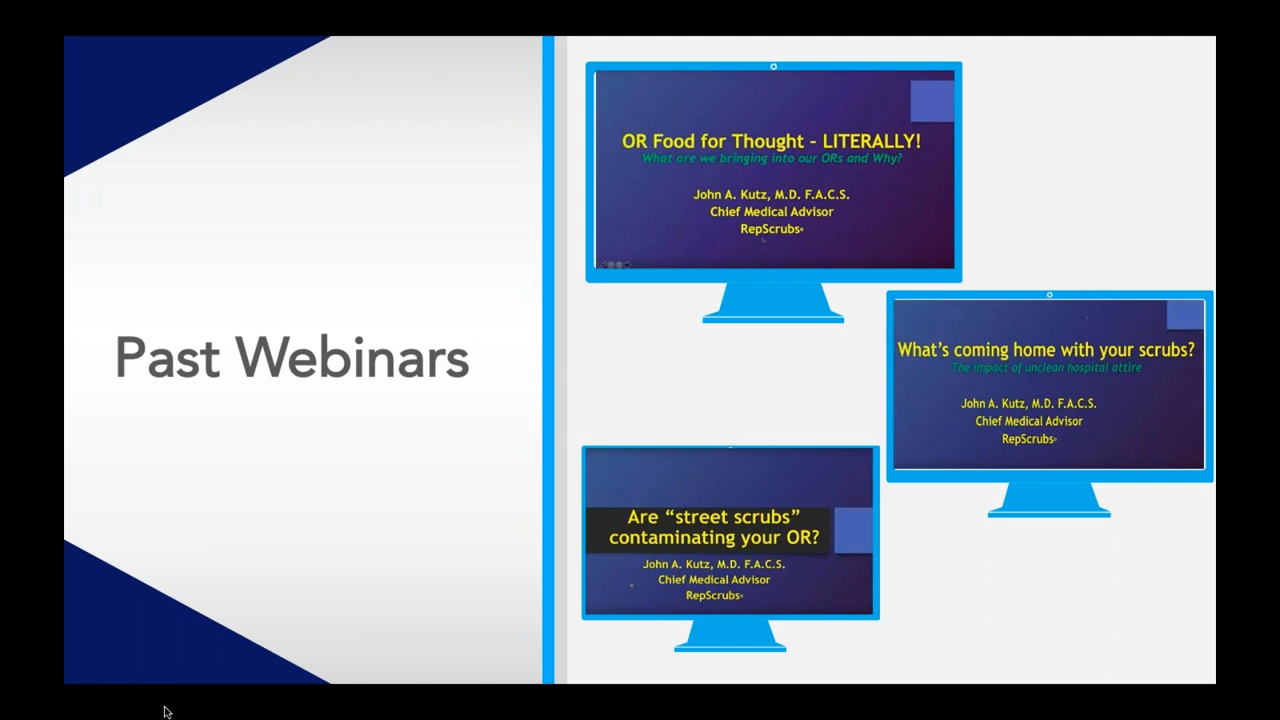 Past Webinars
OR Food for Thought - LITERALLY!
What are we bringing into our ORs and Why?
John A. Kutz, M.D. F.A.C.S.
Chief Medical Advisor
RepScrubs®
What's coming home with your scrubs?
The impact of unclean hospital attire
John A. Kutz, M.D. F.A.C.S.
Chief Medical Advisor
RepScrubs®
Are “street scrubs”
contaminating your OR?
John A. Kutz, M.D. F.A.C.S.
Chief Medical Advisor
RepScrubs®